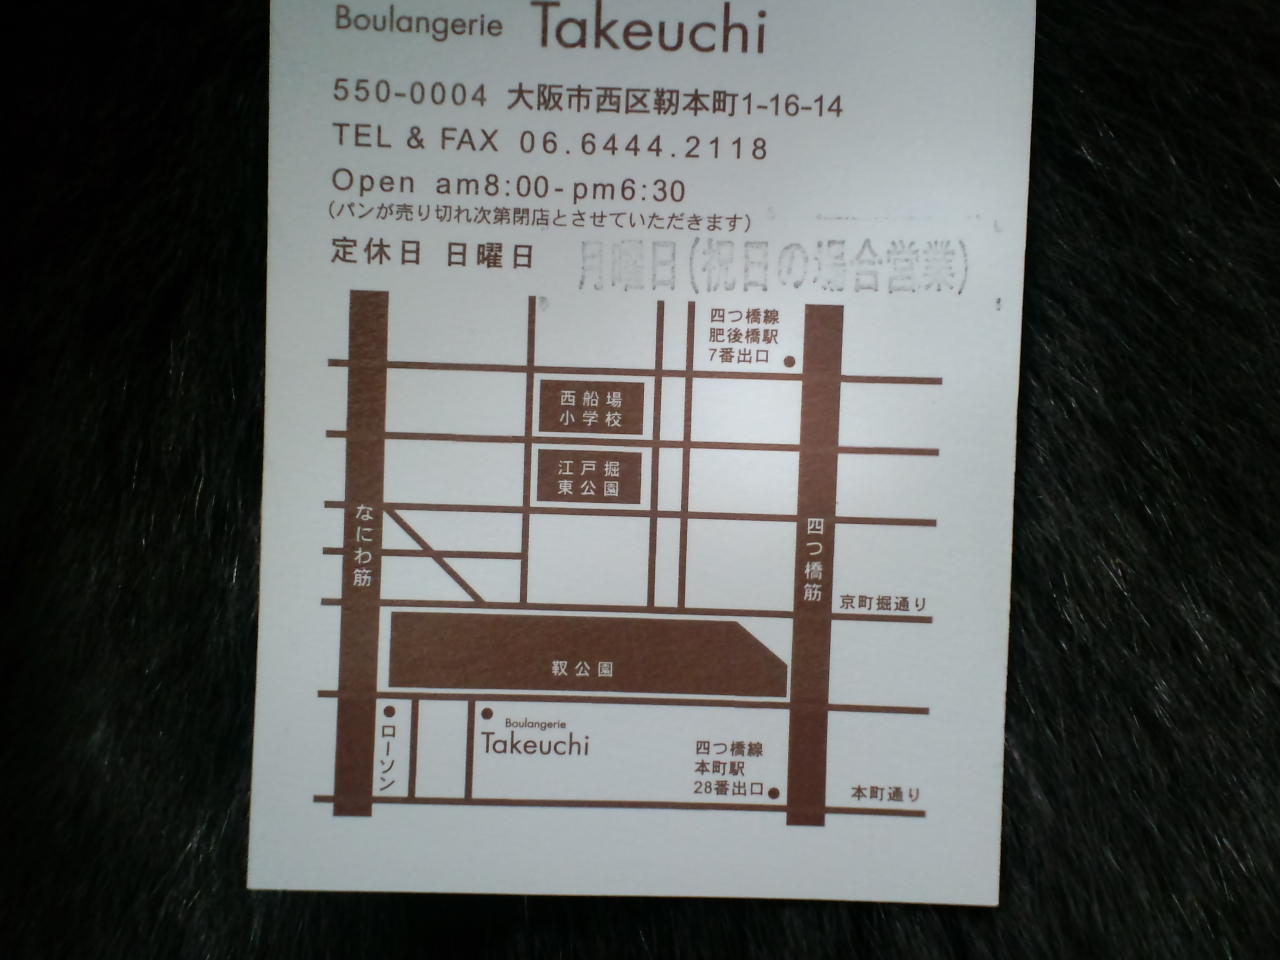 Boulangerie Takeuchi
550-0004 大阪市西区靭本町1-16-14
TEL & FAX 06.6444.2118
Open am8:00-pm6:30
(パンが売り切れ次第閉店とさせていただきます)
定休日 日曜日 月曜日(祝日の場合営業)
四つ橋線
肥後橋駅
7番出口
西船場
小学校
江戸堀
東公園
なにわ筋
四つ橋筋
京町掘通り
靫公園
ローソン
Boulangerie
Takeuchi
四つ橋線
本町駅
28番出口
本町通り